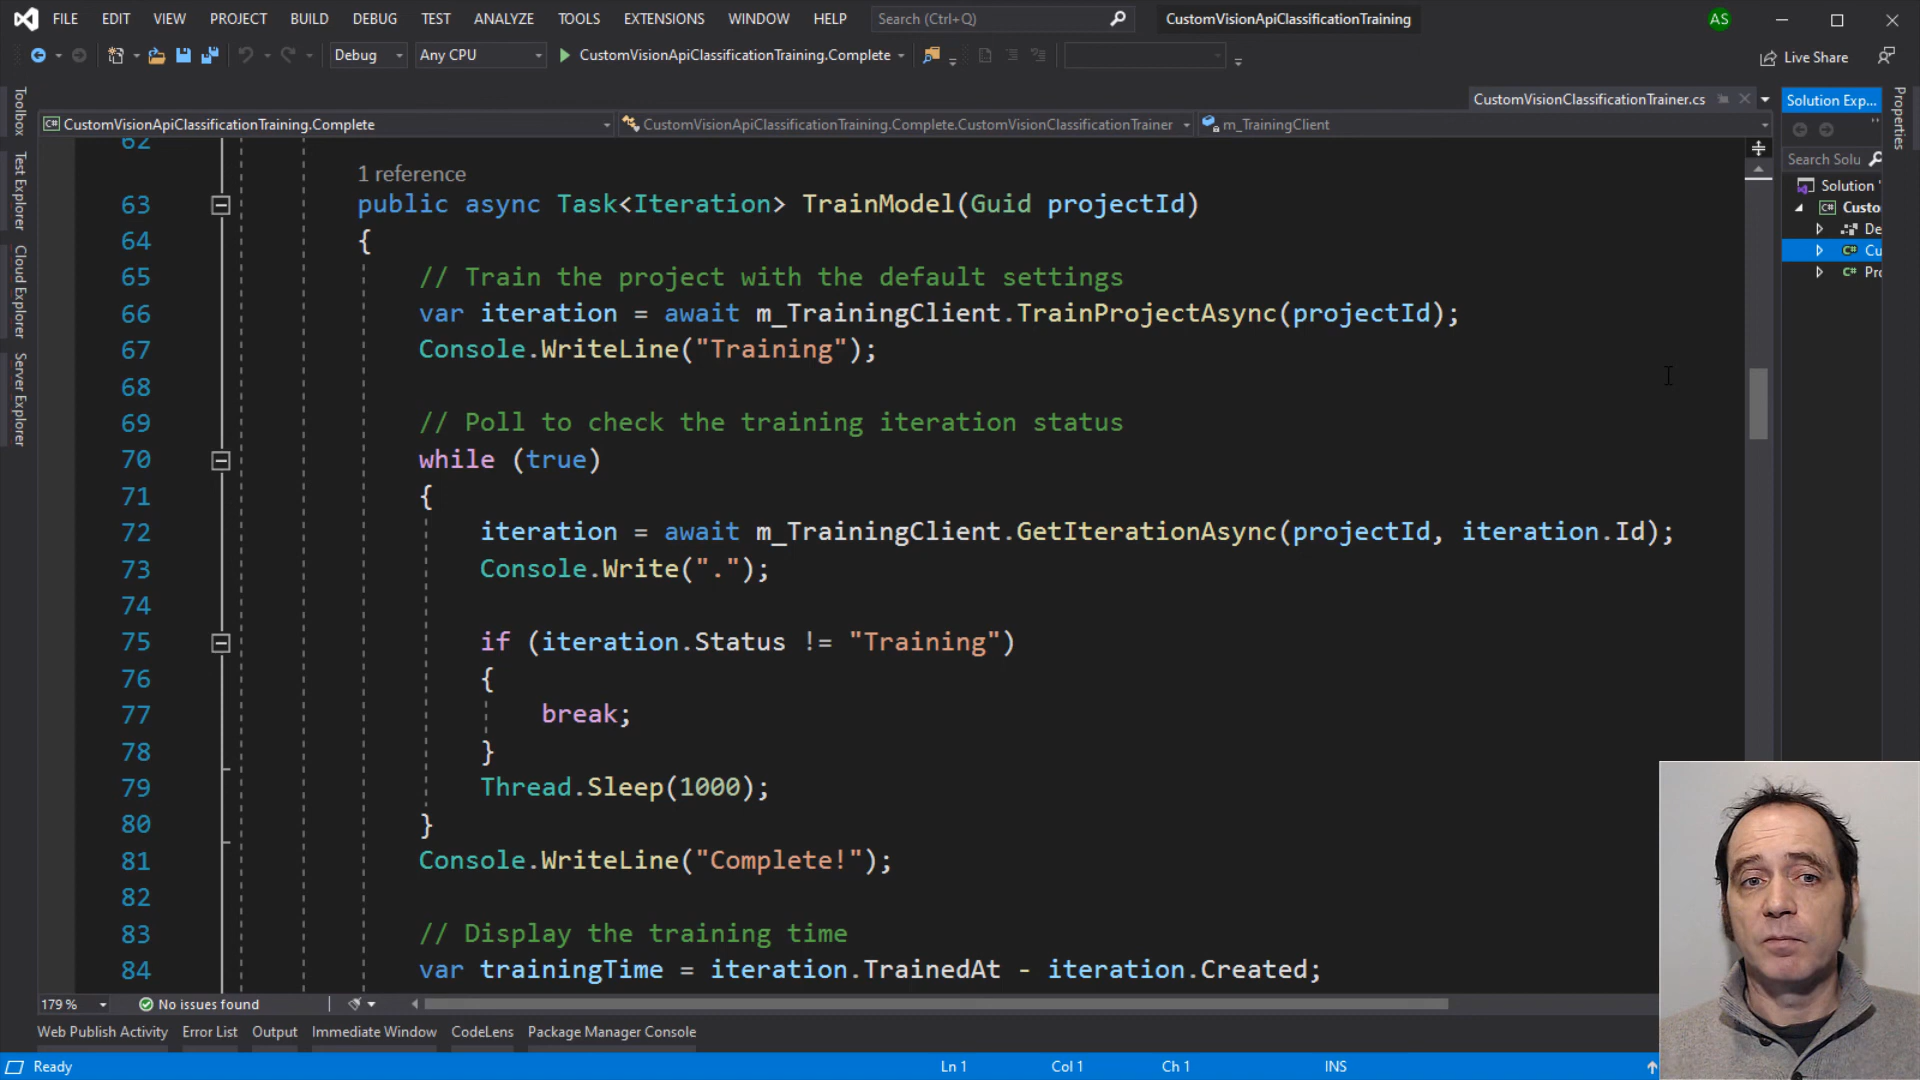 FILE EDIT VIEW PROJECT BUILD DEBUG TEST ANALYZE TOOLS EXTENSIONS WINDOW HELP Search (Ctrl+Q) CustomVisionApiClassificationTraining AS
Debug Any CPU CustomVisionApiClassificationTraining.Complete Live Share
CustomVisionClassificationTrainer.cs Solution Exp...
CustomVisionApiClassificationTraining.Complete CustomVisionApiClassificationTraining.Complete.CustomVisionClassificationTrainer m_TrainingClient
Toolbox
Test Explorer
Cloud Explorer
Server Explorer
Properties
Search Solu
Solution '
Custo
De
Cu
Pro
62
1 reference
63 public async Task<Iteration> TrainModel(Guid projectId)
64 {
65 // Train the project with the default settings
66 var iteration = await m_TrainingClient.TrainProjectAsync(projectId);
67 Console.WriteLine("Training");
68
69 // Poll to check the training iteration status
70 while (true)
71 {
72 iteration = await m_TrainingClient.GetIterationAsync(projectId, iteration.Id);
73 Console.Write(".");
74
75 if (iteration.Status != "Training")
76 {
77 break;
78 }
79 Thread.Sleep(1000);
80 }
81 Console.WriteLine("Complete!");
82
83 // Display the training time
84 var trainingTime = iteration.TrainedAt - iteration.Created;
179 % No issues found
Web Publish Activity Error List Output Immediate Window CodeLens Package Manager Console
Ready Ln 1 Col 1 Ch 1 INS